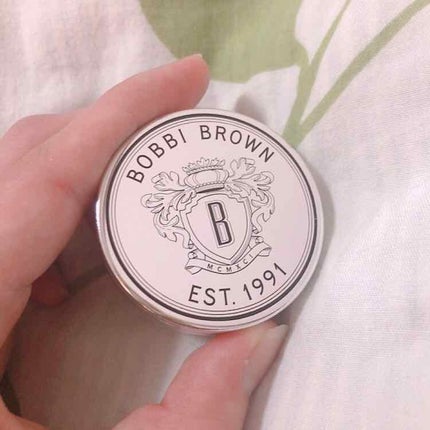 BOBBI BROWN
B
MCMXCI
EST. 1991